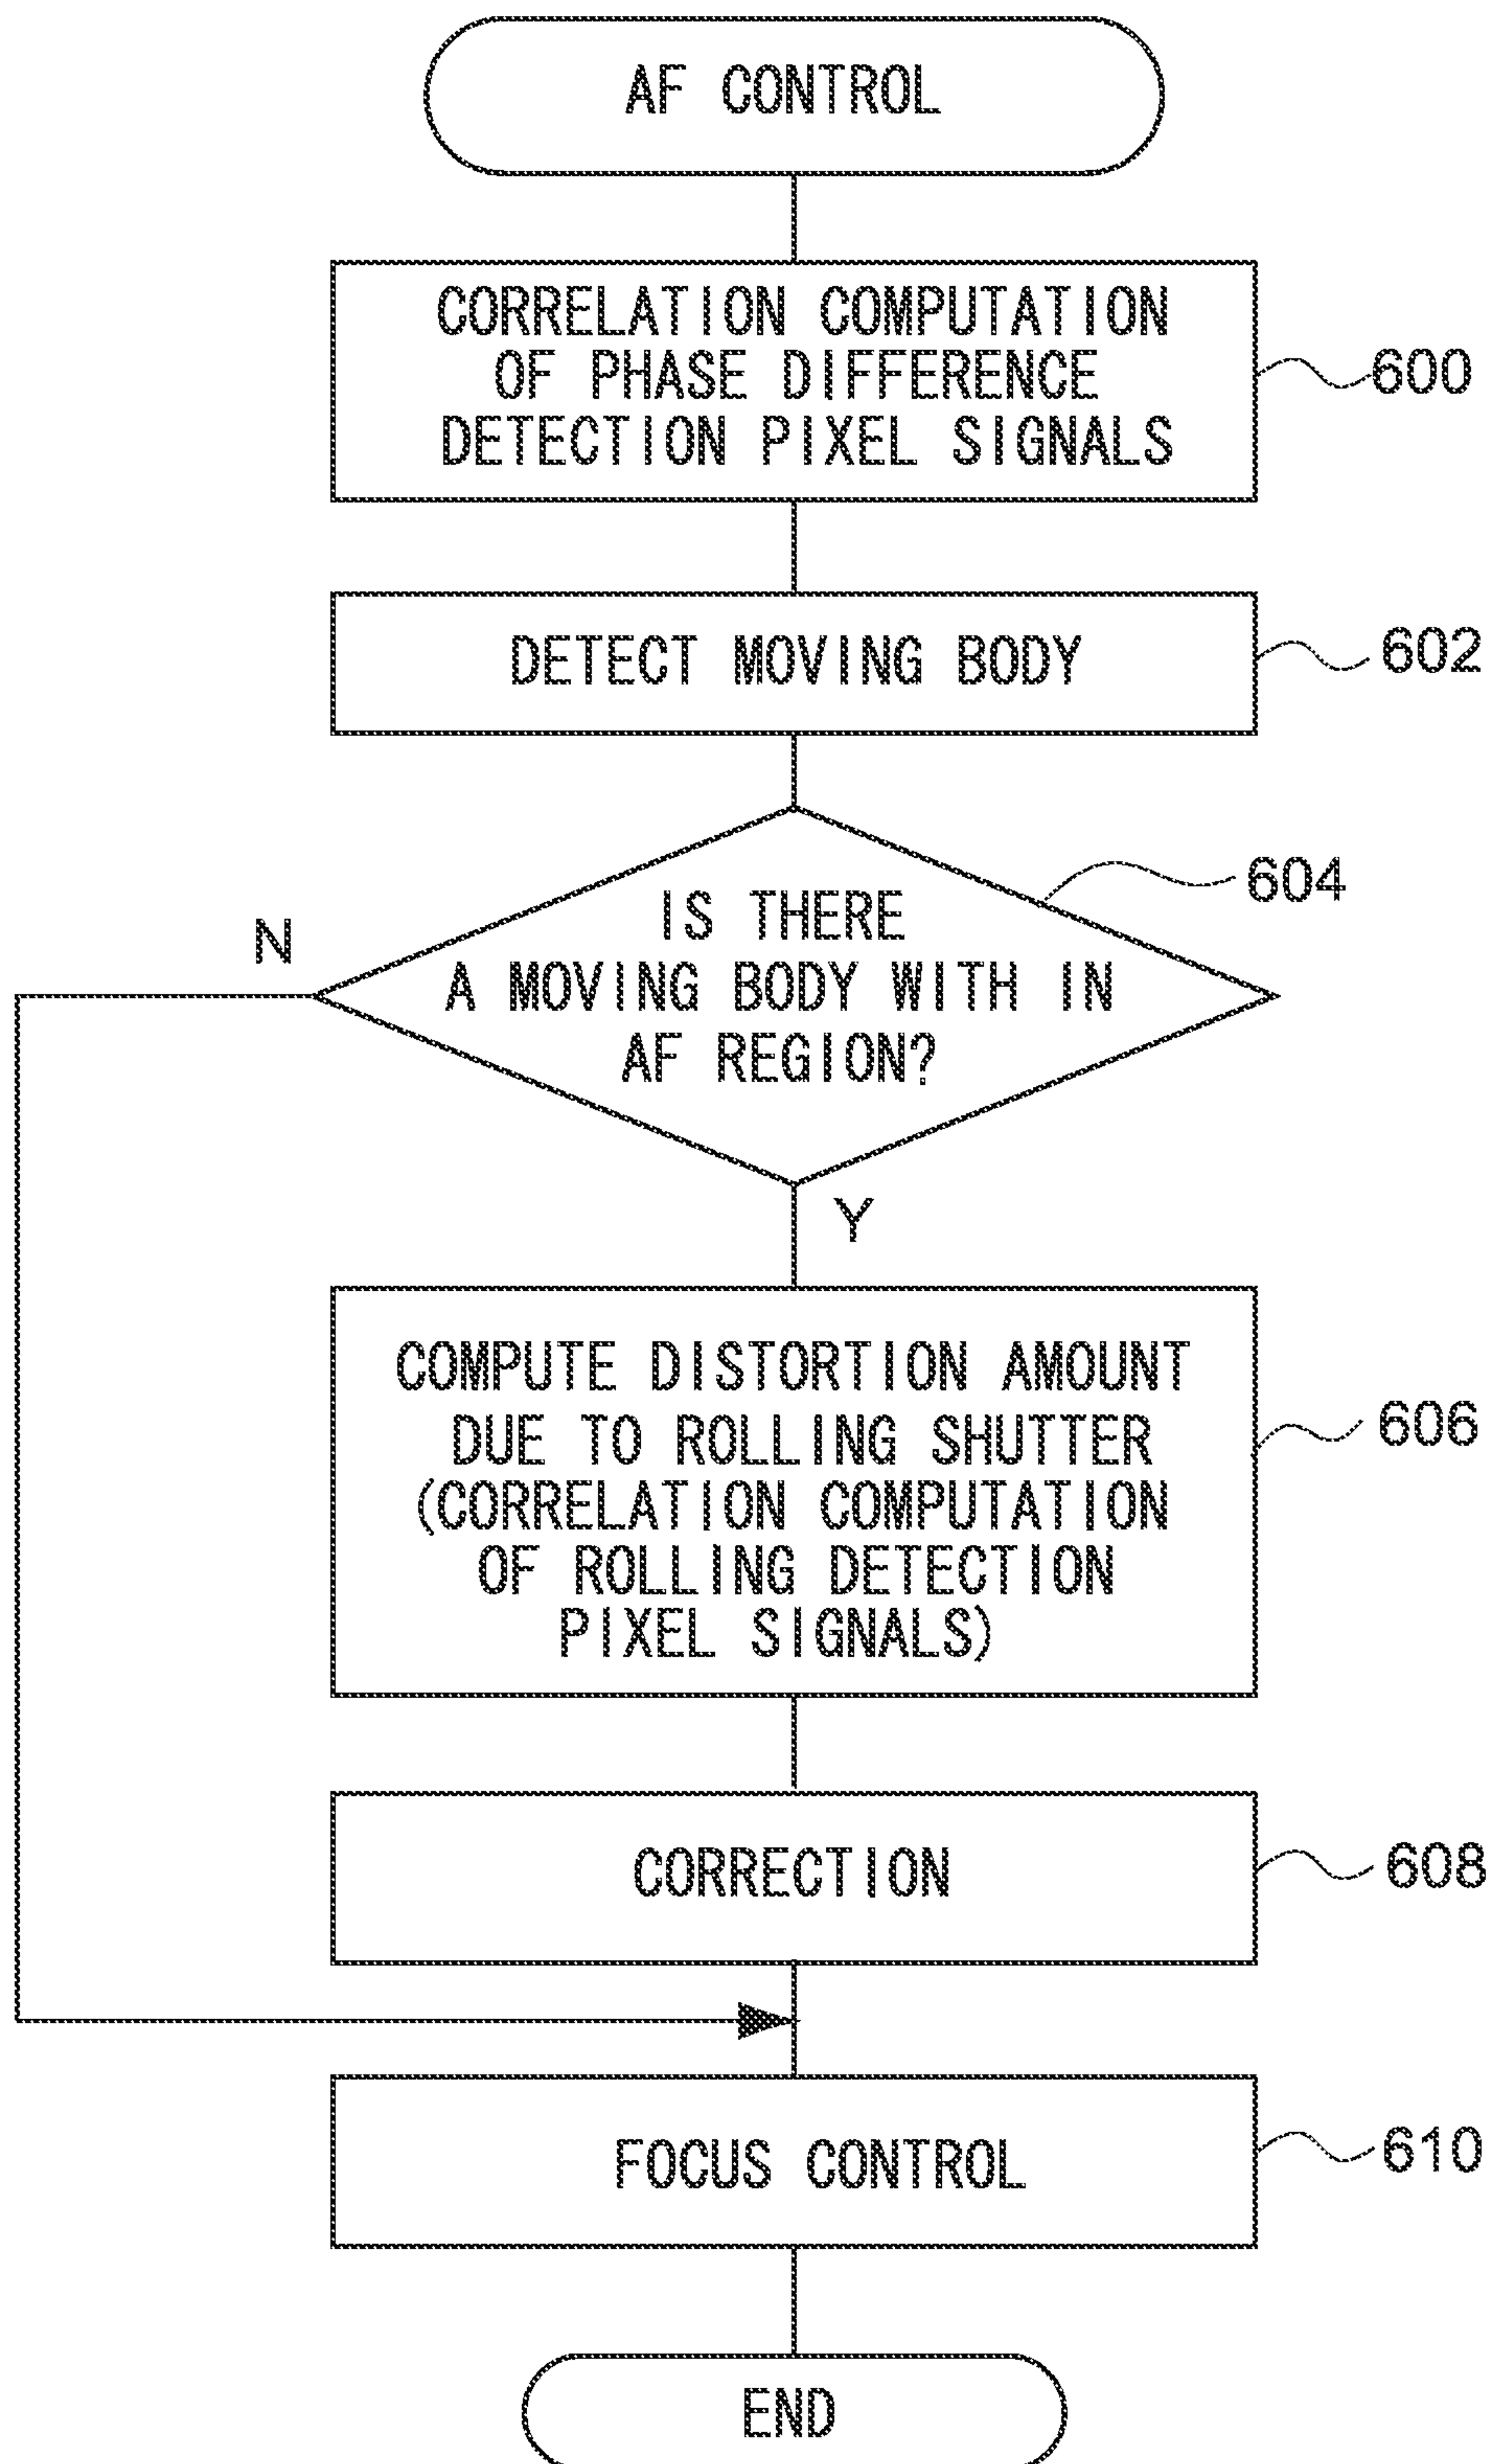 AF CONTROL
CORRELATION COMPUTATION
OF PHASE DIFFERENCE
DETECTION PIXEL SIGNALS
600
DETECT MOVING BODY
602
604
IS THERE
A MOVING BODY WITH IN
AF REGION?
N
Y
COMPUTE DISTORTION AMOUNT
DUE TO ROLLING SHUTTER
(CORRELATION COMPUTATION
OF ROLLING DETECTION
PIXEL SIGNALS)
606
CORRECTION
608
FOCUS CONTROL
610
END